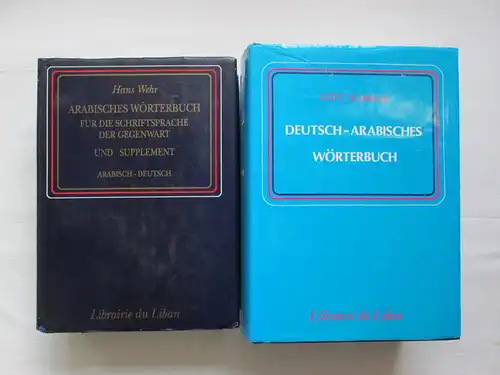 Hans Wehr
ARABISCHES WÖRTERBUCH
FÜR DIE SCHRIFTSPRACHE
DER GEGENWART
UND SUPPLEMENT
ARABISCH - DEUTSCH
Librairie du Liban
DEUTSCH-ARABISCHES
WÖRTERBUCH
Librairie du Liban